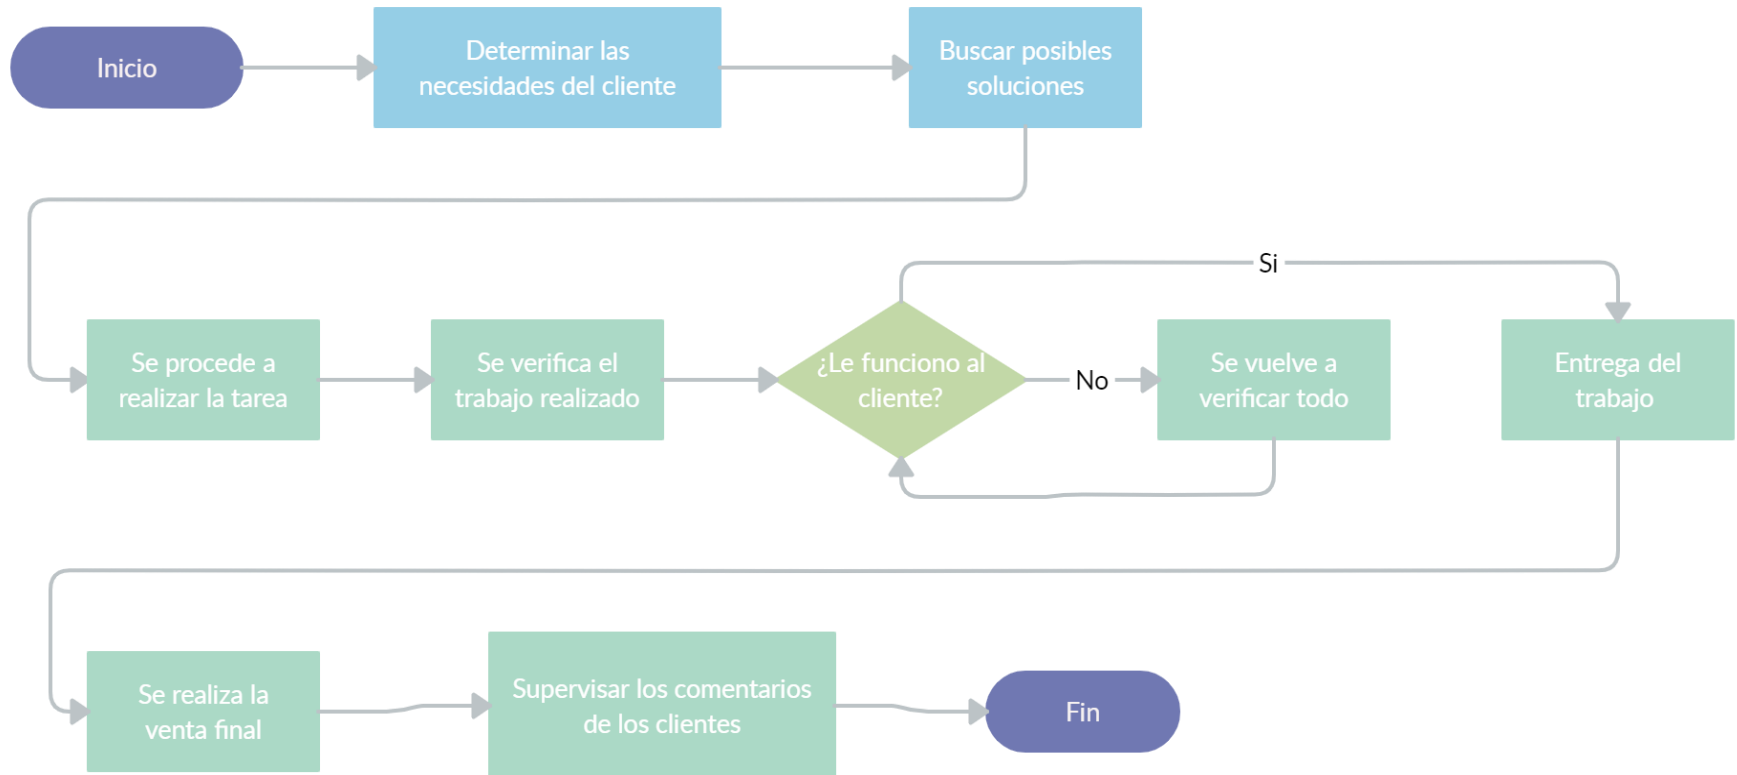 Inicio
Determinar las
necesidades del cliente
Buscar posibles
soluciones
Si
Se procede a
realizar la tarea
Se verifica el
trabajo realizado
¿Le funciono al
cliente?
No
Se vuelve a
verificar todo
Entrega del
trabajo
Se realiza la
venta final
Supervisar los comentarios
de los clientes
Fin